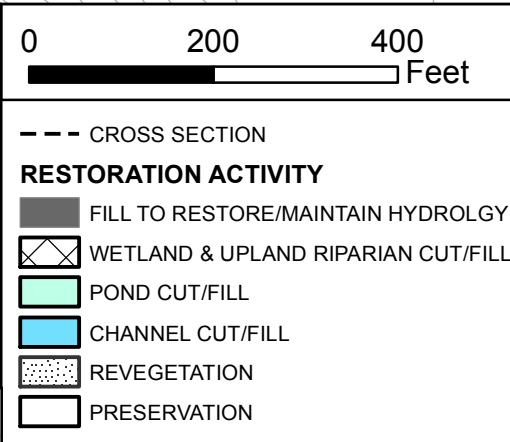 0 200 400
Feet
CROSS SECTION
RESTORATION ACTIVITY
FILL TO RESTORE/MAINTAIN HYDROLGY
WETLAND & UPLAND RIPARIAN CUT/FILL
POND CUT/FILL
CHANNEL CUT/FILL
REVEGETATION
PRESERVATION